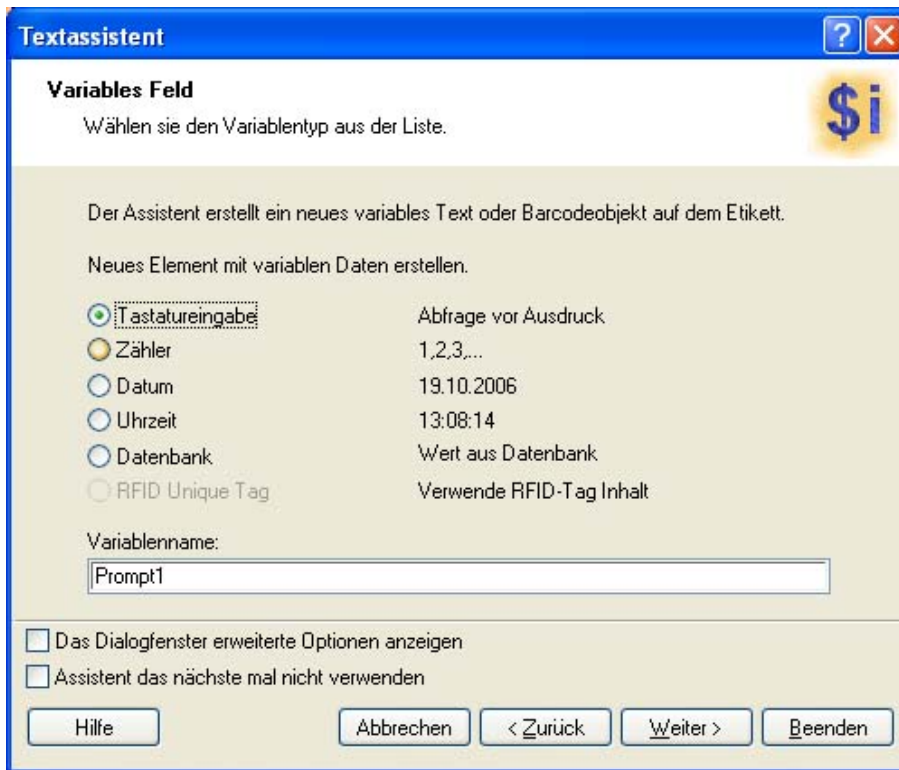 Textassistent
Variables Feld
Wählen sie den Variablentyp aus der Liste.
$i
Der Assistent erstellt ein neues variables Text oder Barcodeobjekt auf dem Etikett.
Neues Element mit variablen Daten erstellen.
Tastatureingabe Abfrage vor Ausdruck
Zähler 1,2,3,...
Datum 19.10.2006
Uhrzeit 13:08:14
Datenbank Wert aus Datenbank
RFID Unique Tag Verwende RFID-Tag Inhalt
Variablenname:
Prompt1
Das Dialogfenster erweiterte Optionen anzeigen
Assistent das nächste mal nicht verwenden
Hilfe Abbrechen < Zurück Weiter > Beenden